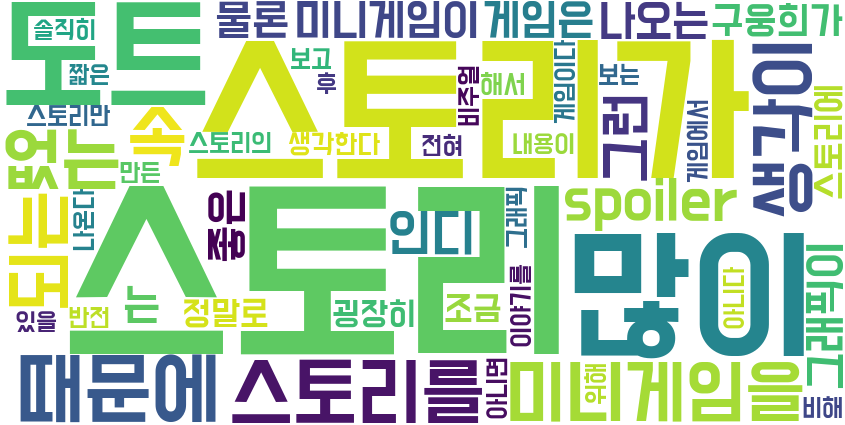 도트
솔직히
물론
미니게임이
게임은
나오는
구웅희가
짧은
스토리가
보고
후
비주얼
해서
게임이다
보는
그런
게임에서
생각이
스토리에
스토리만
속
스토리의
생각한다
전혀
내용이
없는
만든
되는
나온다
좋은
스토리
인디
그래픽
spoiler
많이
아니다
그래픽이
있을
반전
는
정말로
굉장히
조금
이야기를
때문에
스토리를
아니면
미니게임을
위해
비해